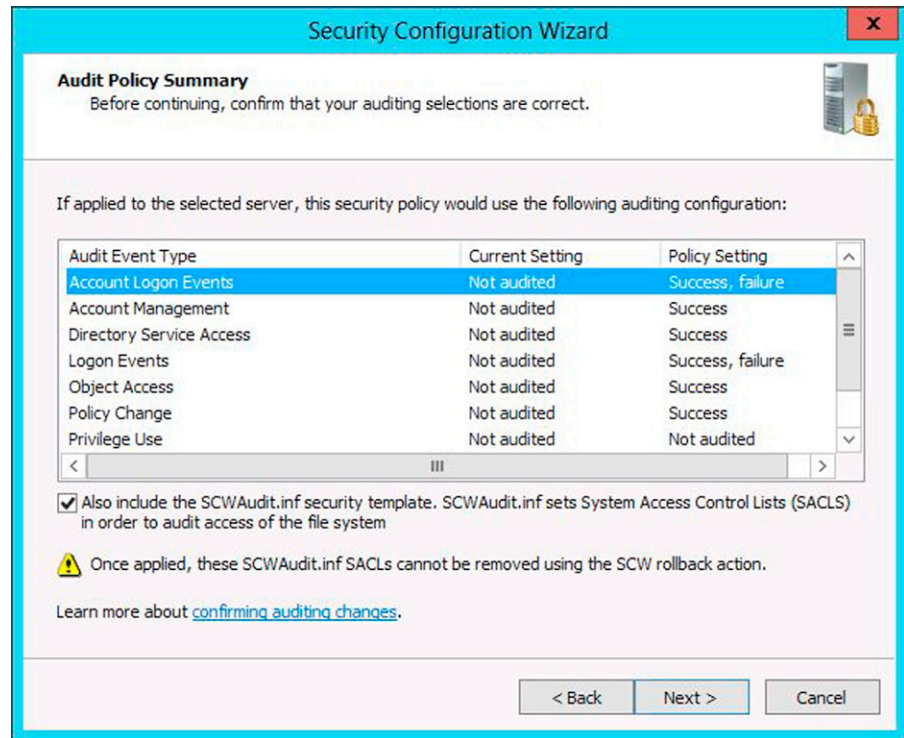 Security Configuration Wizard
x
Audit Policy Summary
Before continuing, confirm that your auditing selections are correct.
If applied to the selected server, this security policy would use the following auditing configuration:
Audit Event Type Current Setting Policy Setting
Account Logon Events Not audited Success, failure
Account Management Not audited Success
Directory Service Access Not audited Success
Logon Events Not audited Success, failure
Object Access Not audited Success
Policy Change Not audited Success
Privilege Use Not audited Not audited
Also include the SCWAudit.inf security template. SCWAudit.inf sets System Access Control Lists (SACLS)
in order to audit access of the file system
Once applied, these SCWAudit.inf SACLs cannot be removed using the SCW rollback action.
Learn more about confirming auditing changes.
< Back Next > Cancel